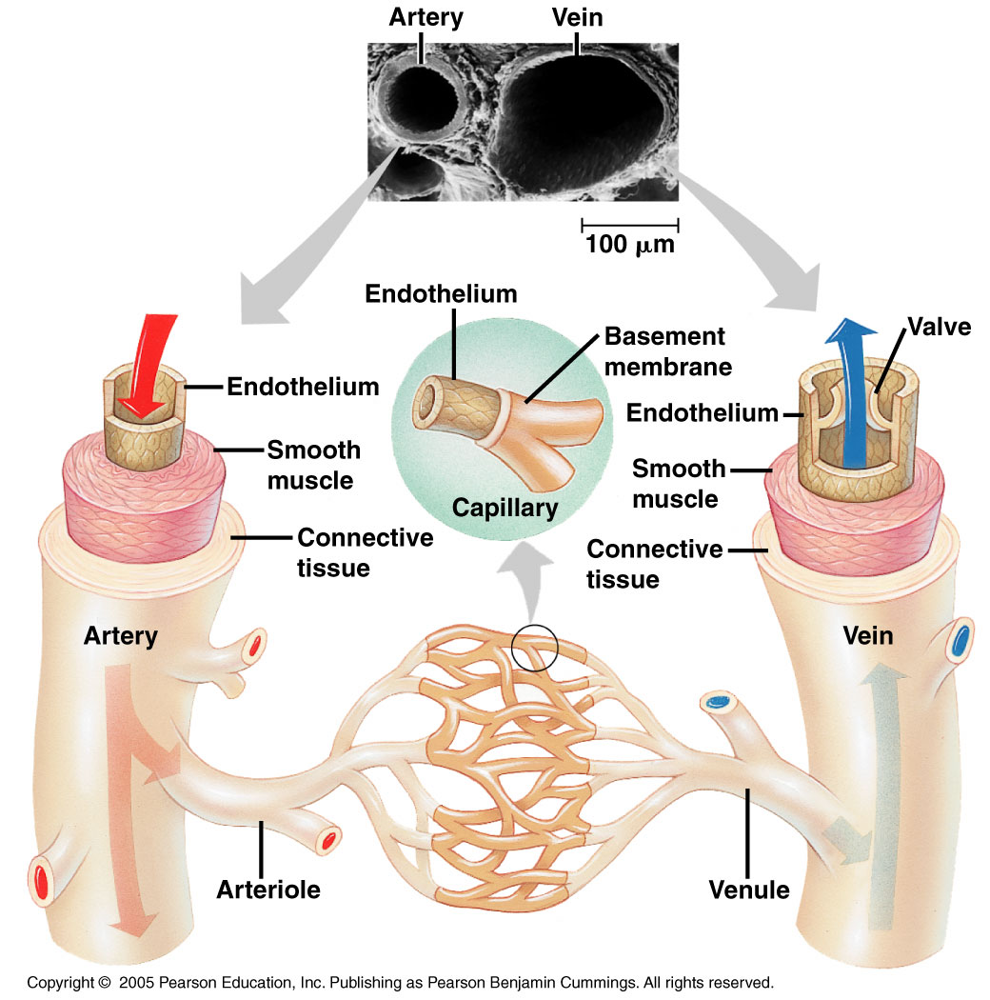 Artery
Vein
100 μm
Endothelium
Basement
membrane
Capillary
Endothelium
Smooth
muscle
Connective
tissue
Valve
Endothelium
Smooth
muscle
Connective
tissue
Artery
Vein
Arteriole
Venule
Copyright © 2005 Pearson Education, Inc. Publishing as Pearson Benjamin Cummings. All rights reserved.